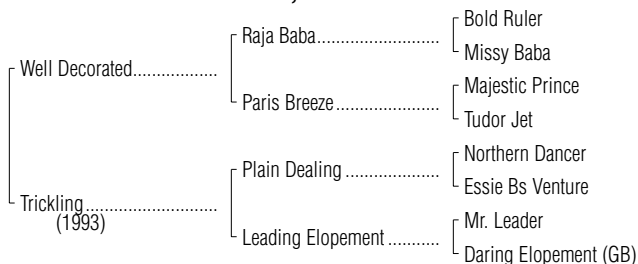 Bold Ruler
Raja Baba........................
Missy Baba
Well Decorated.................
Majestic Prince
Paris Breeze....................
Tudor Jet
Northern Dancer
Plain Dealing ..................
Essie Bs Venture
Trickling..........................
(1993)
Mr. Leader
Leading Elopement ...........
Daring Elopement (GB)